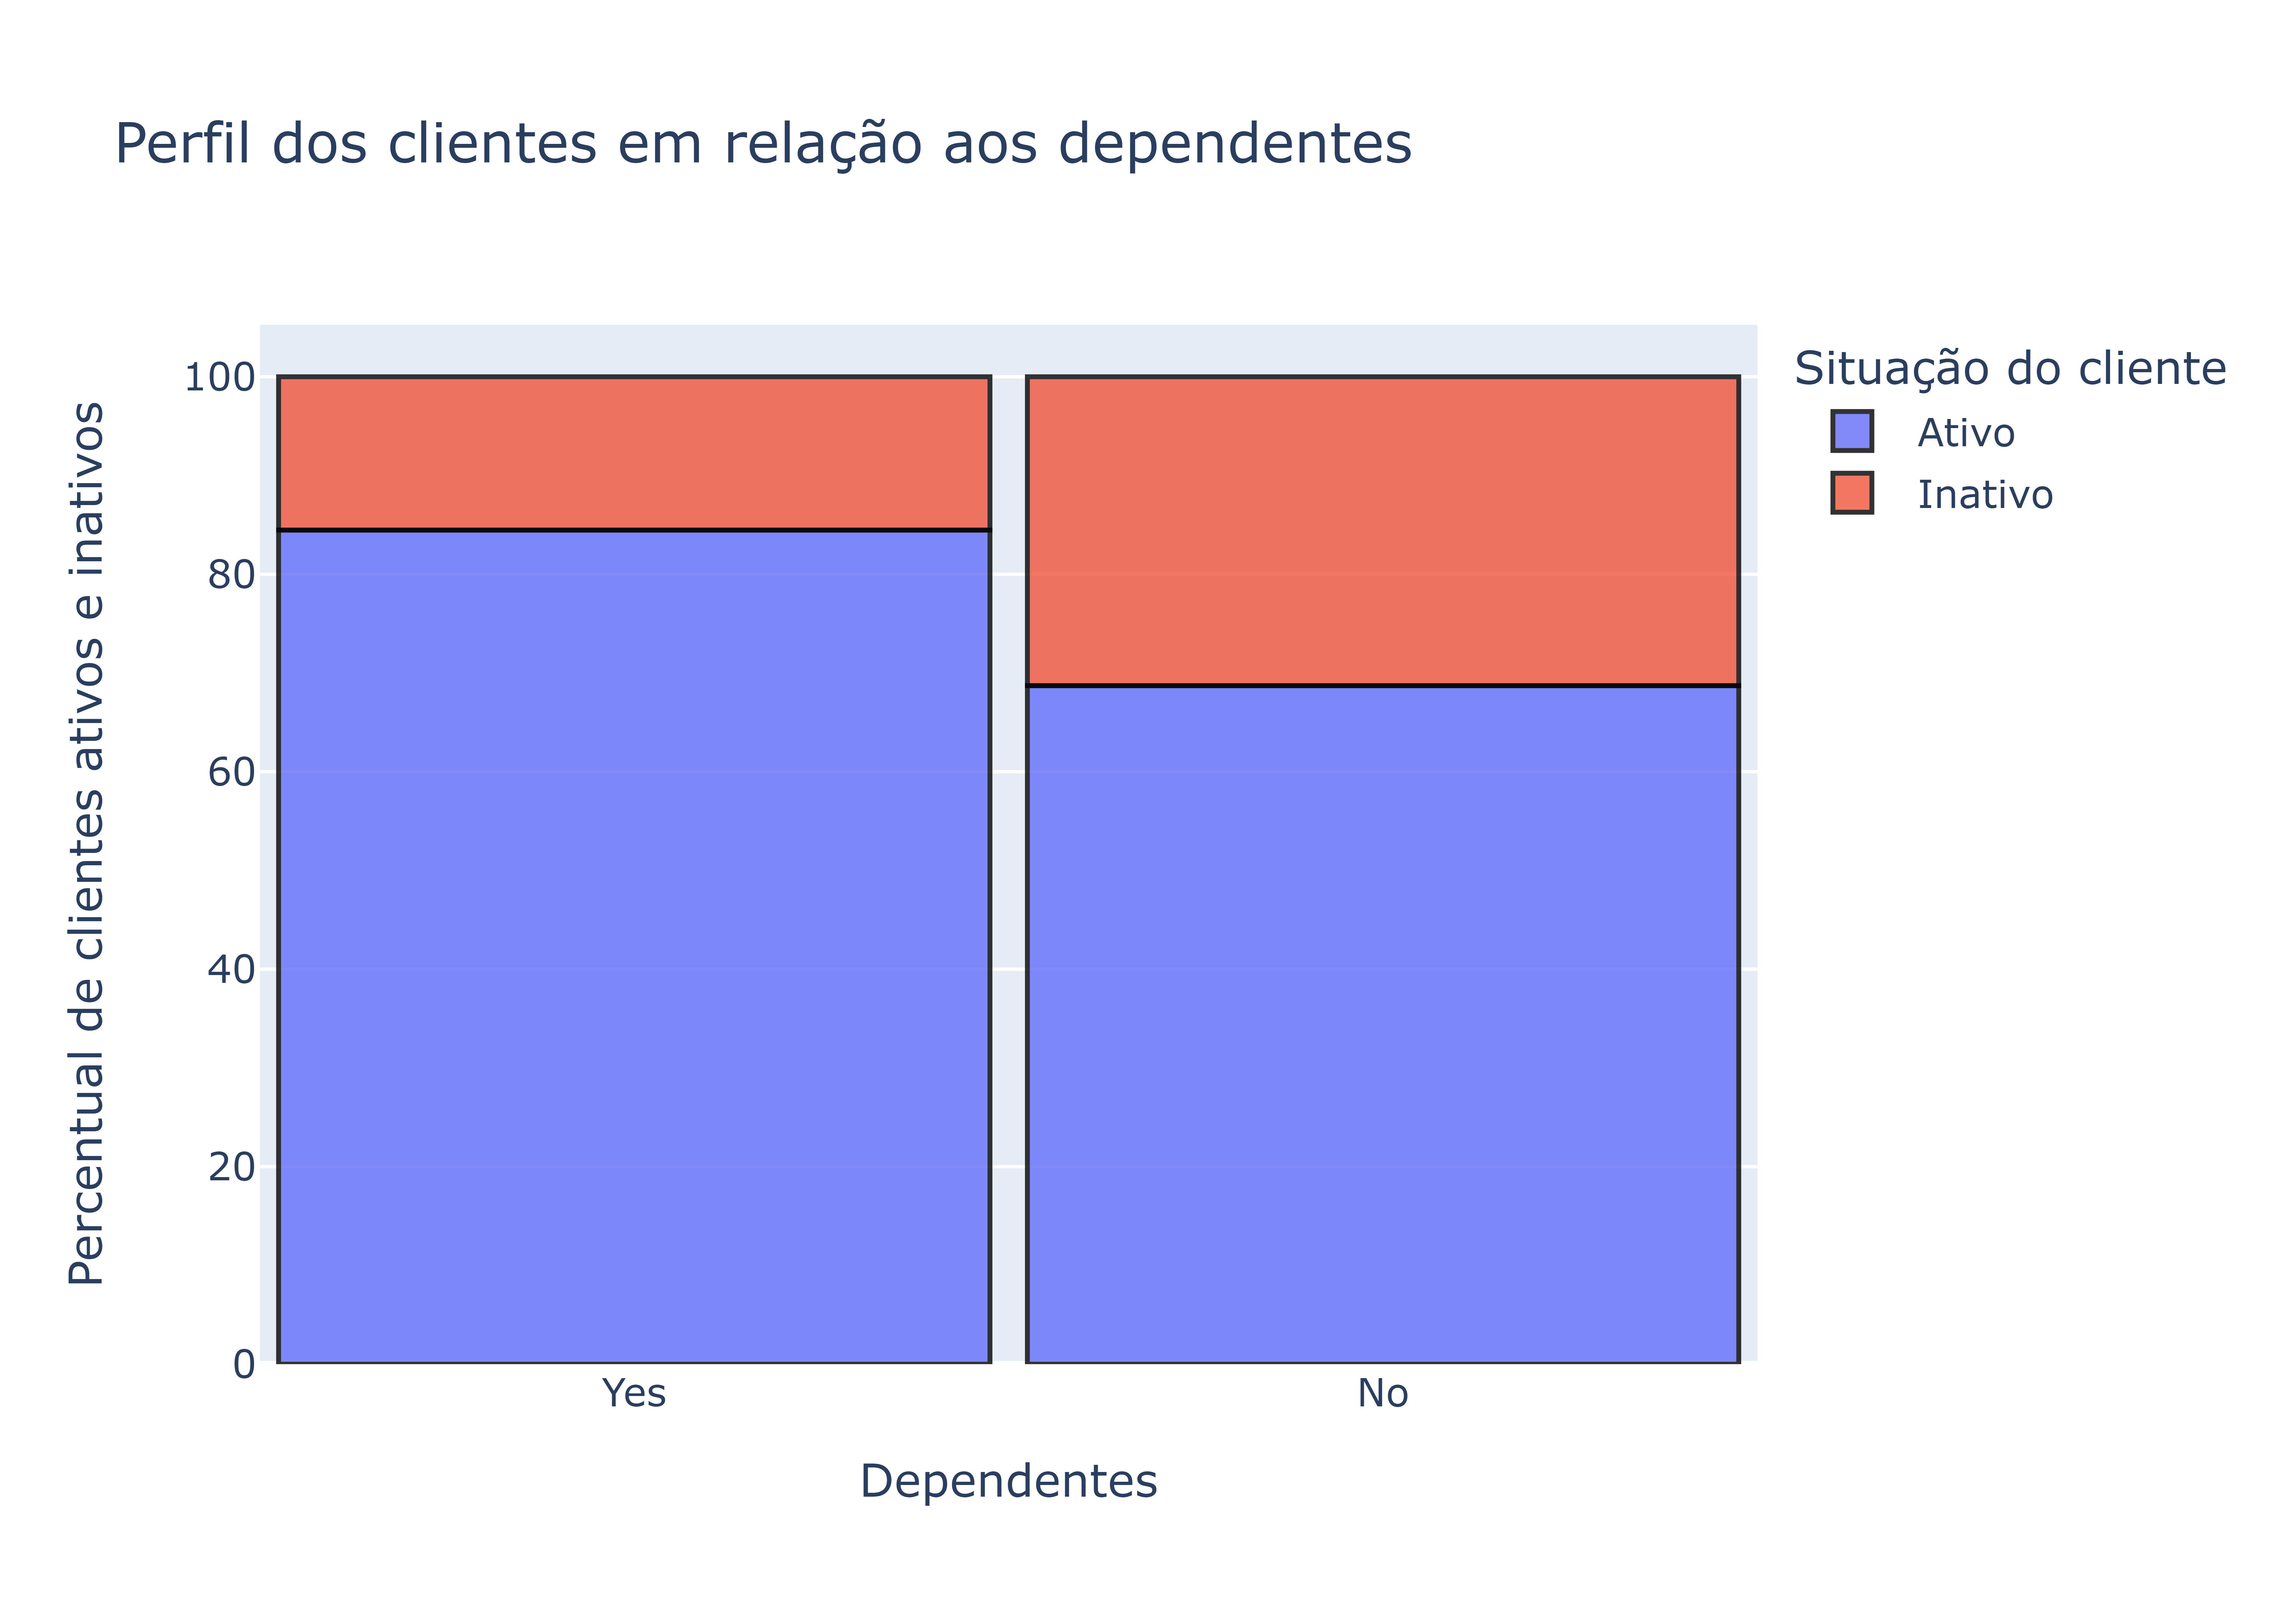 Perfil dos clientes em relação aos dependentes
Percentual de clientes ativos e inativos
100
80
60
40
20
0
Yes
No
Dependentes
Situação do cliente
Ativo
Inativo